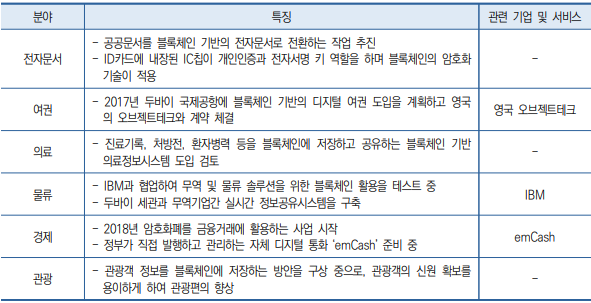 분야 특징 관련 기업 및 서비스
- 공공문서를 블록체인 기반의 전자문서로 전환하는 작업 추진
전자문서 - ID카드에 내장된 IC칩이 개인인증과 전자서명 키 역할을 하며 블록체인의 암호화 -
기술이 적용
- 2017년 두바이 국제공항에 블록체인 기반의 디지털 여권 도입을 계획하고 영국
여권 영국 오브젝트테크
의 오브젝트테크와 계약 체결
- 진료기록, 처방전, 환자병력 등을 블록체인에 저장하고 공유하는 블록체인 기반
의료 -
의료정보시스템 도입 검토
- IBM과 협업하여 무역 및 물류 솔루션을 위한 블록체인 활용을 테스트 중
물류 IBM
- 두바이 세관과 무역기업간 실시간 정보공유시스템을 구축
- 2018년 암호화폐를 금융거래에 활용하는 사업 시작
경제 emCash
- 정부가 직접 발행하고 관리하는 자체 디지털 통화 'emCash' 준비 중
- 관광객 정보를 블록체인에 저장하는 방안을 구상 중으로, 관광객의 신원 확보를
관광 -
용이하게 하여 관광편의 향상